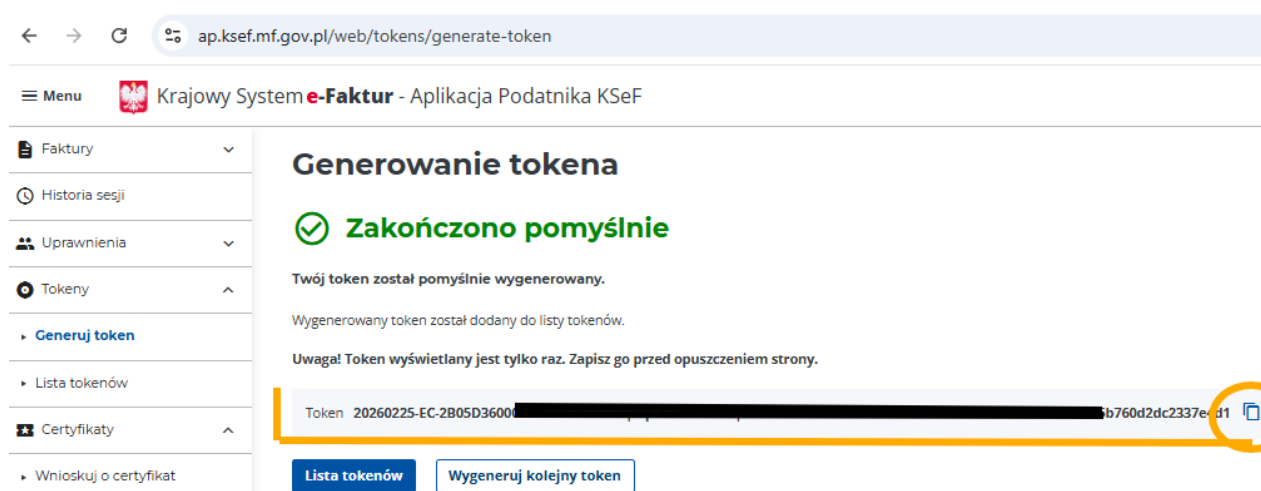 ap.ksef.mf.gov.pl/web/tokens/generate-token
Menu
Krajowy System e-Faktur - Aplikacja Podatnika KSeF
Faktury
Historia sesji
Uprawnienia
Tokeny
Generuj token
Lista tokenów
Certyfikaty
Wnioskuj o certyfikat
Generowanie tokena
Zakończono pomyślnie
Twój token został pomyślnie wygenerowany.
Wygenerowany token został dodany do listy tokenów.
Uwaga! Token wyświetlany jest tylko raz. Zapisz go przed opuszczeniem strony.
Token 20260225-EC-2B05D3600 b760d2dc2337e4d1
Lista tokenów
Wygeneruj kolejny token